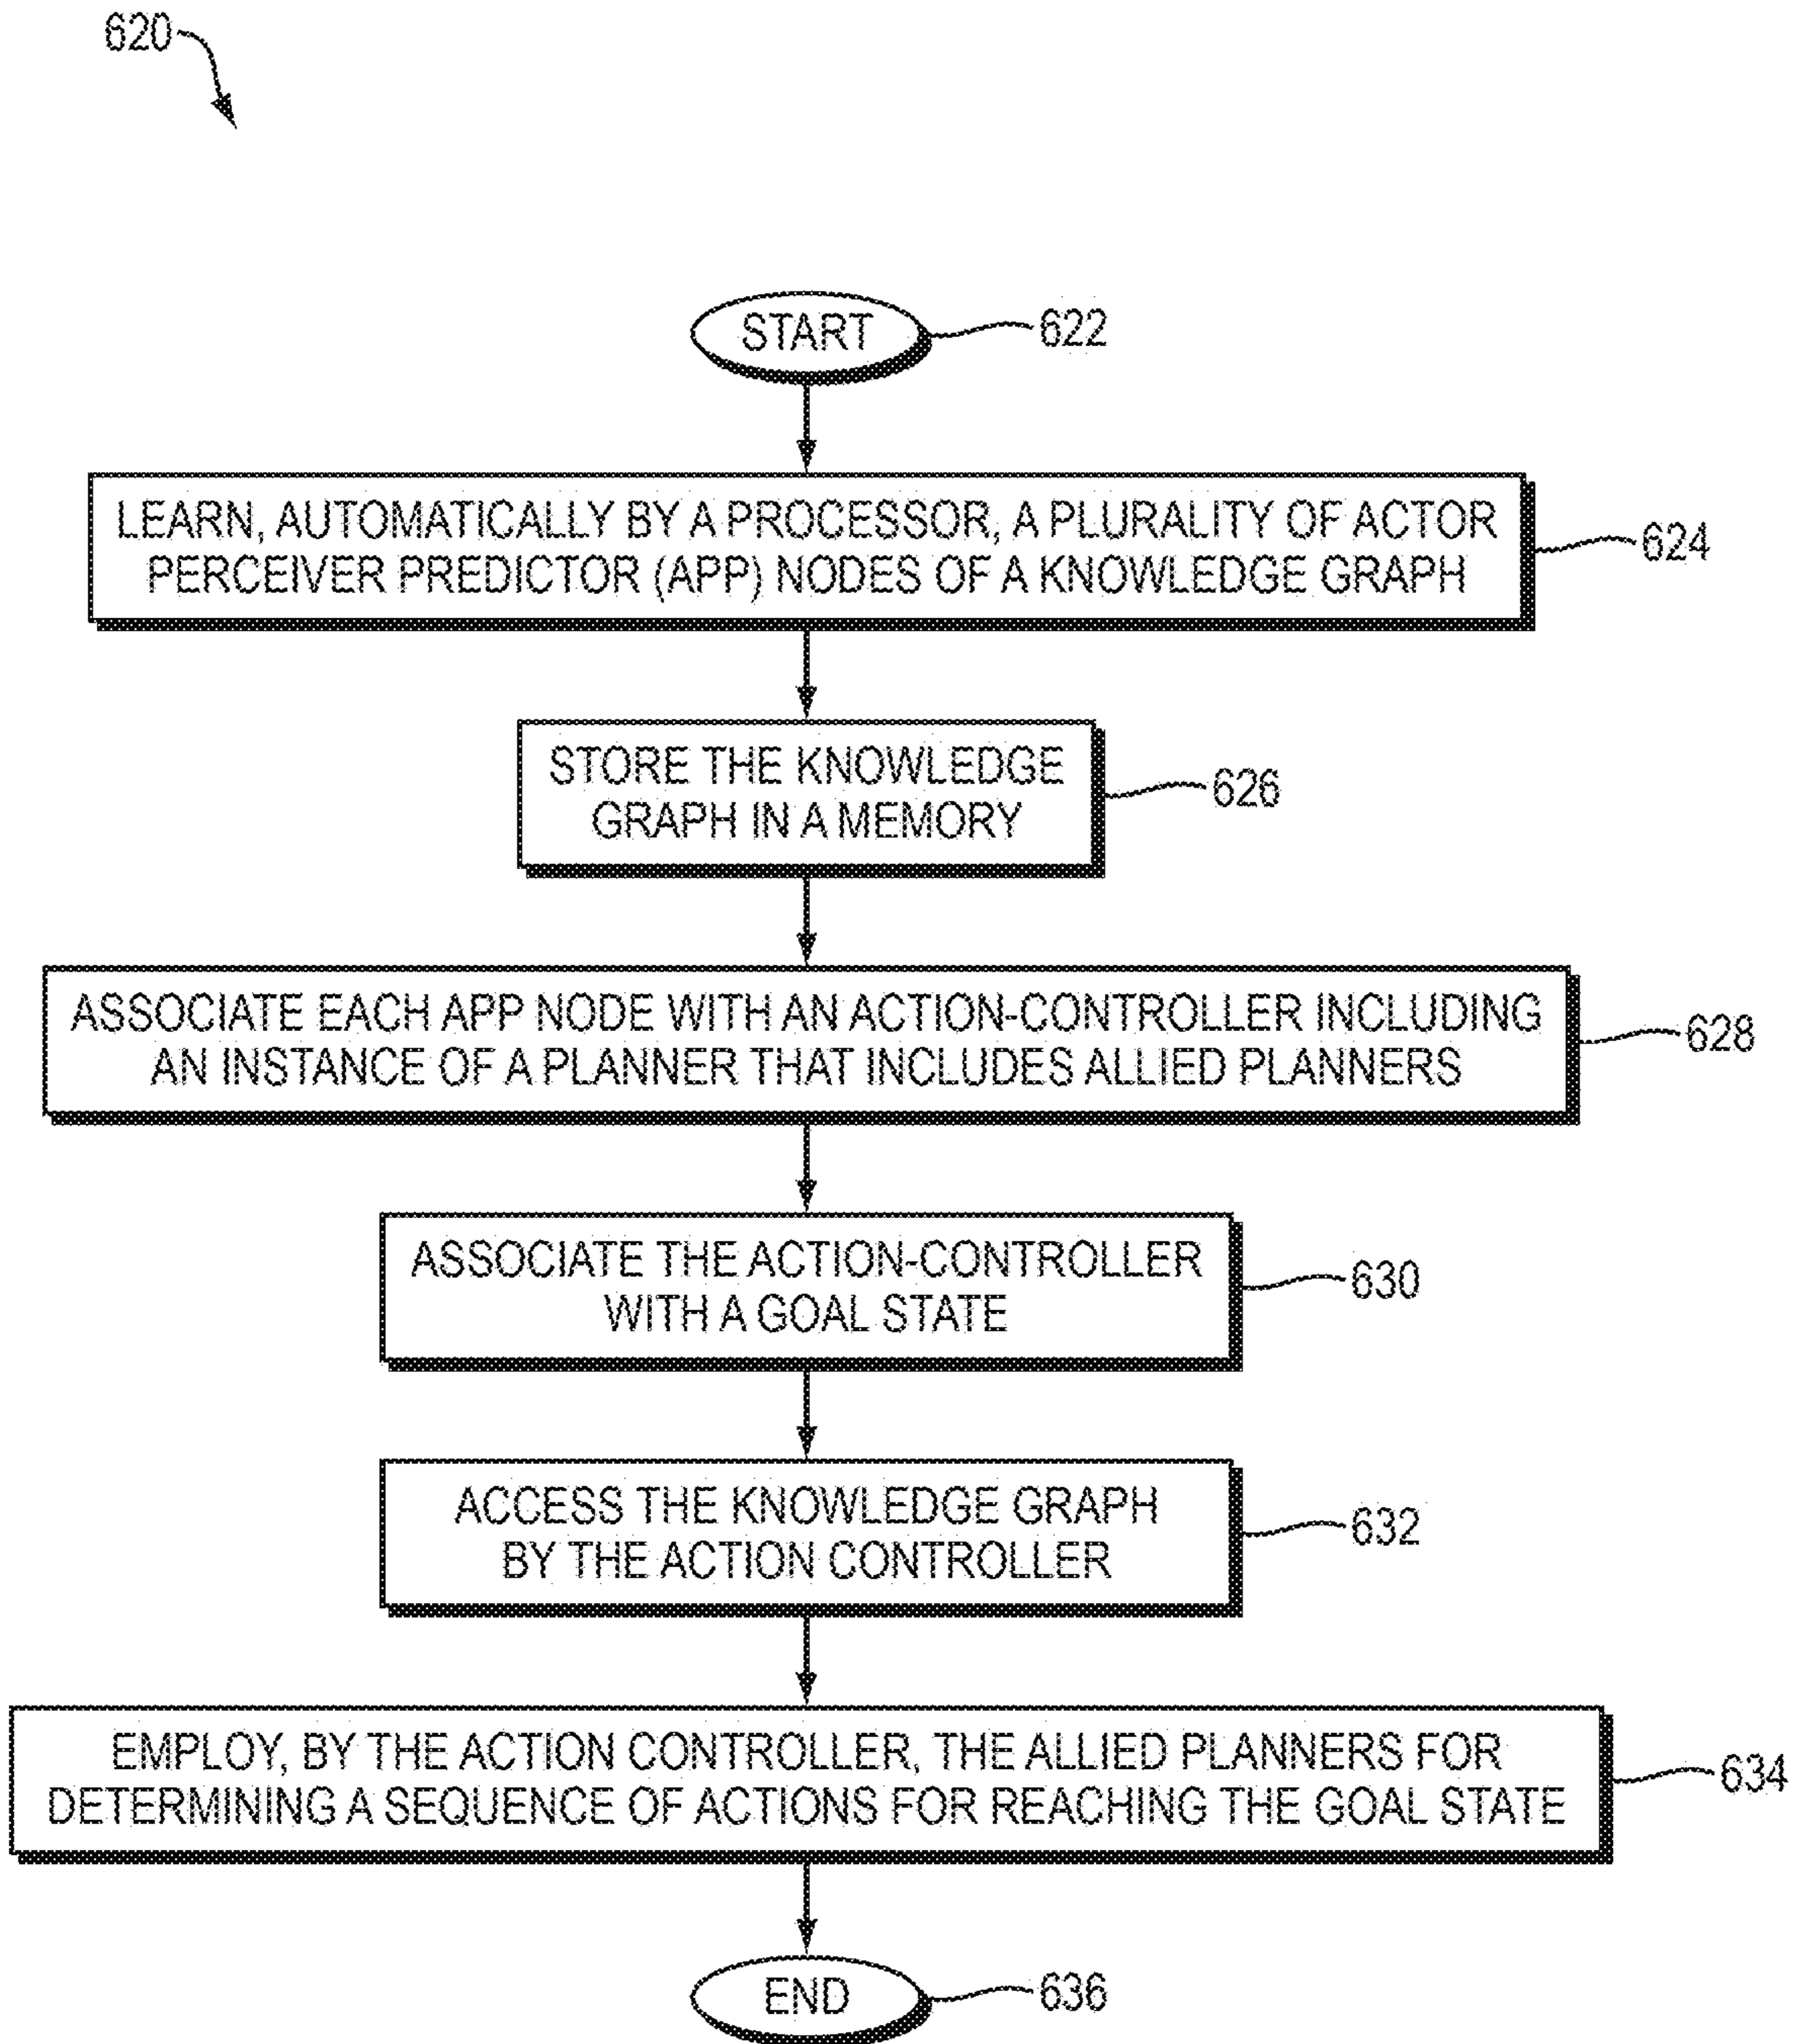 620
START
622
LEARN, AUTOMATICALLY BY A PROCESSOR, A PLURALITY OF ACTOR
PERCEIVER PREDICTOR (APP) NODES OF A KNOWLEDGE GRAPH
624
STORE THE KNOWLEDGE
GRAPH IN A MEMORY
626
ASSOCIATE EACH APP NODE WITH AN ACTION-CONTROLLER INCLUDING
AN INSTANCE OF A PLANNER THAT INCLUDES ALLIED PLANNERS
628
ASSOCIATE THE ACTION-CONTROLLER
WITH A GOAL STATE
630
ACCESS THE KNOWLEDGE GRAPH
BY THE ACTION CONTROLLER
632
EMPLOY, BY THE ACTION CONTROLLER, THE ALLIED PLANNERS FOR
DETERMINING A SEQUENCE OF ACTIONS FOR REACHING THE GOAL STATE
634
END
636